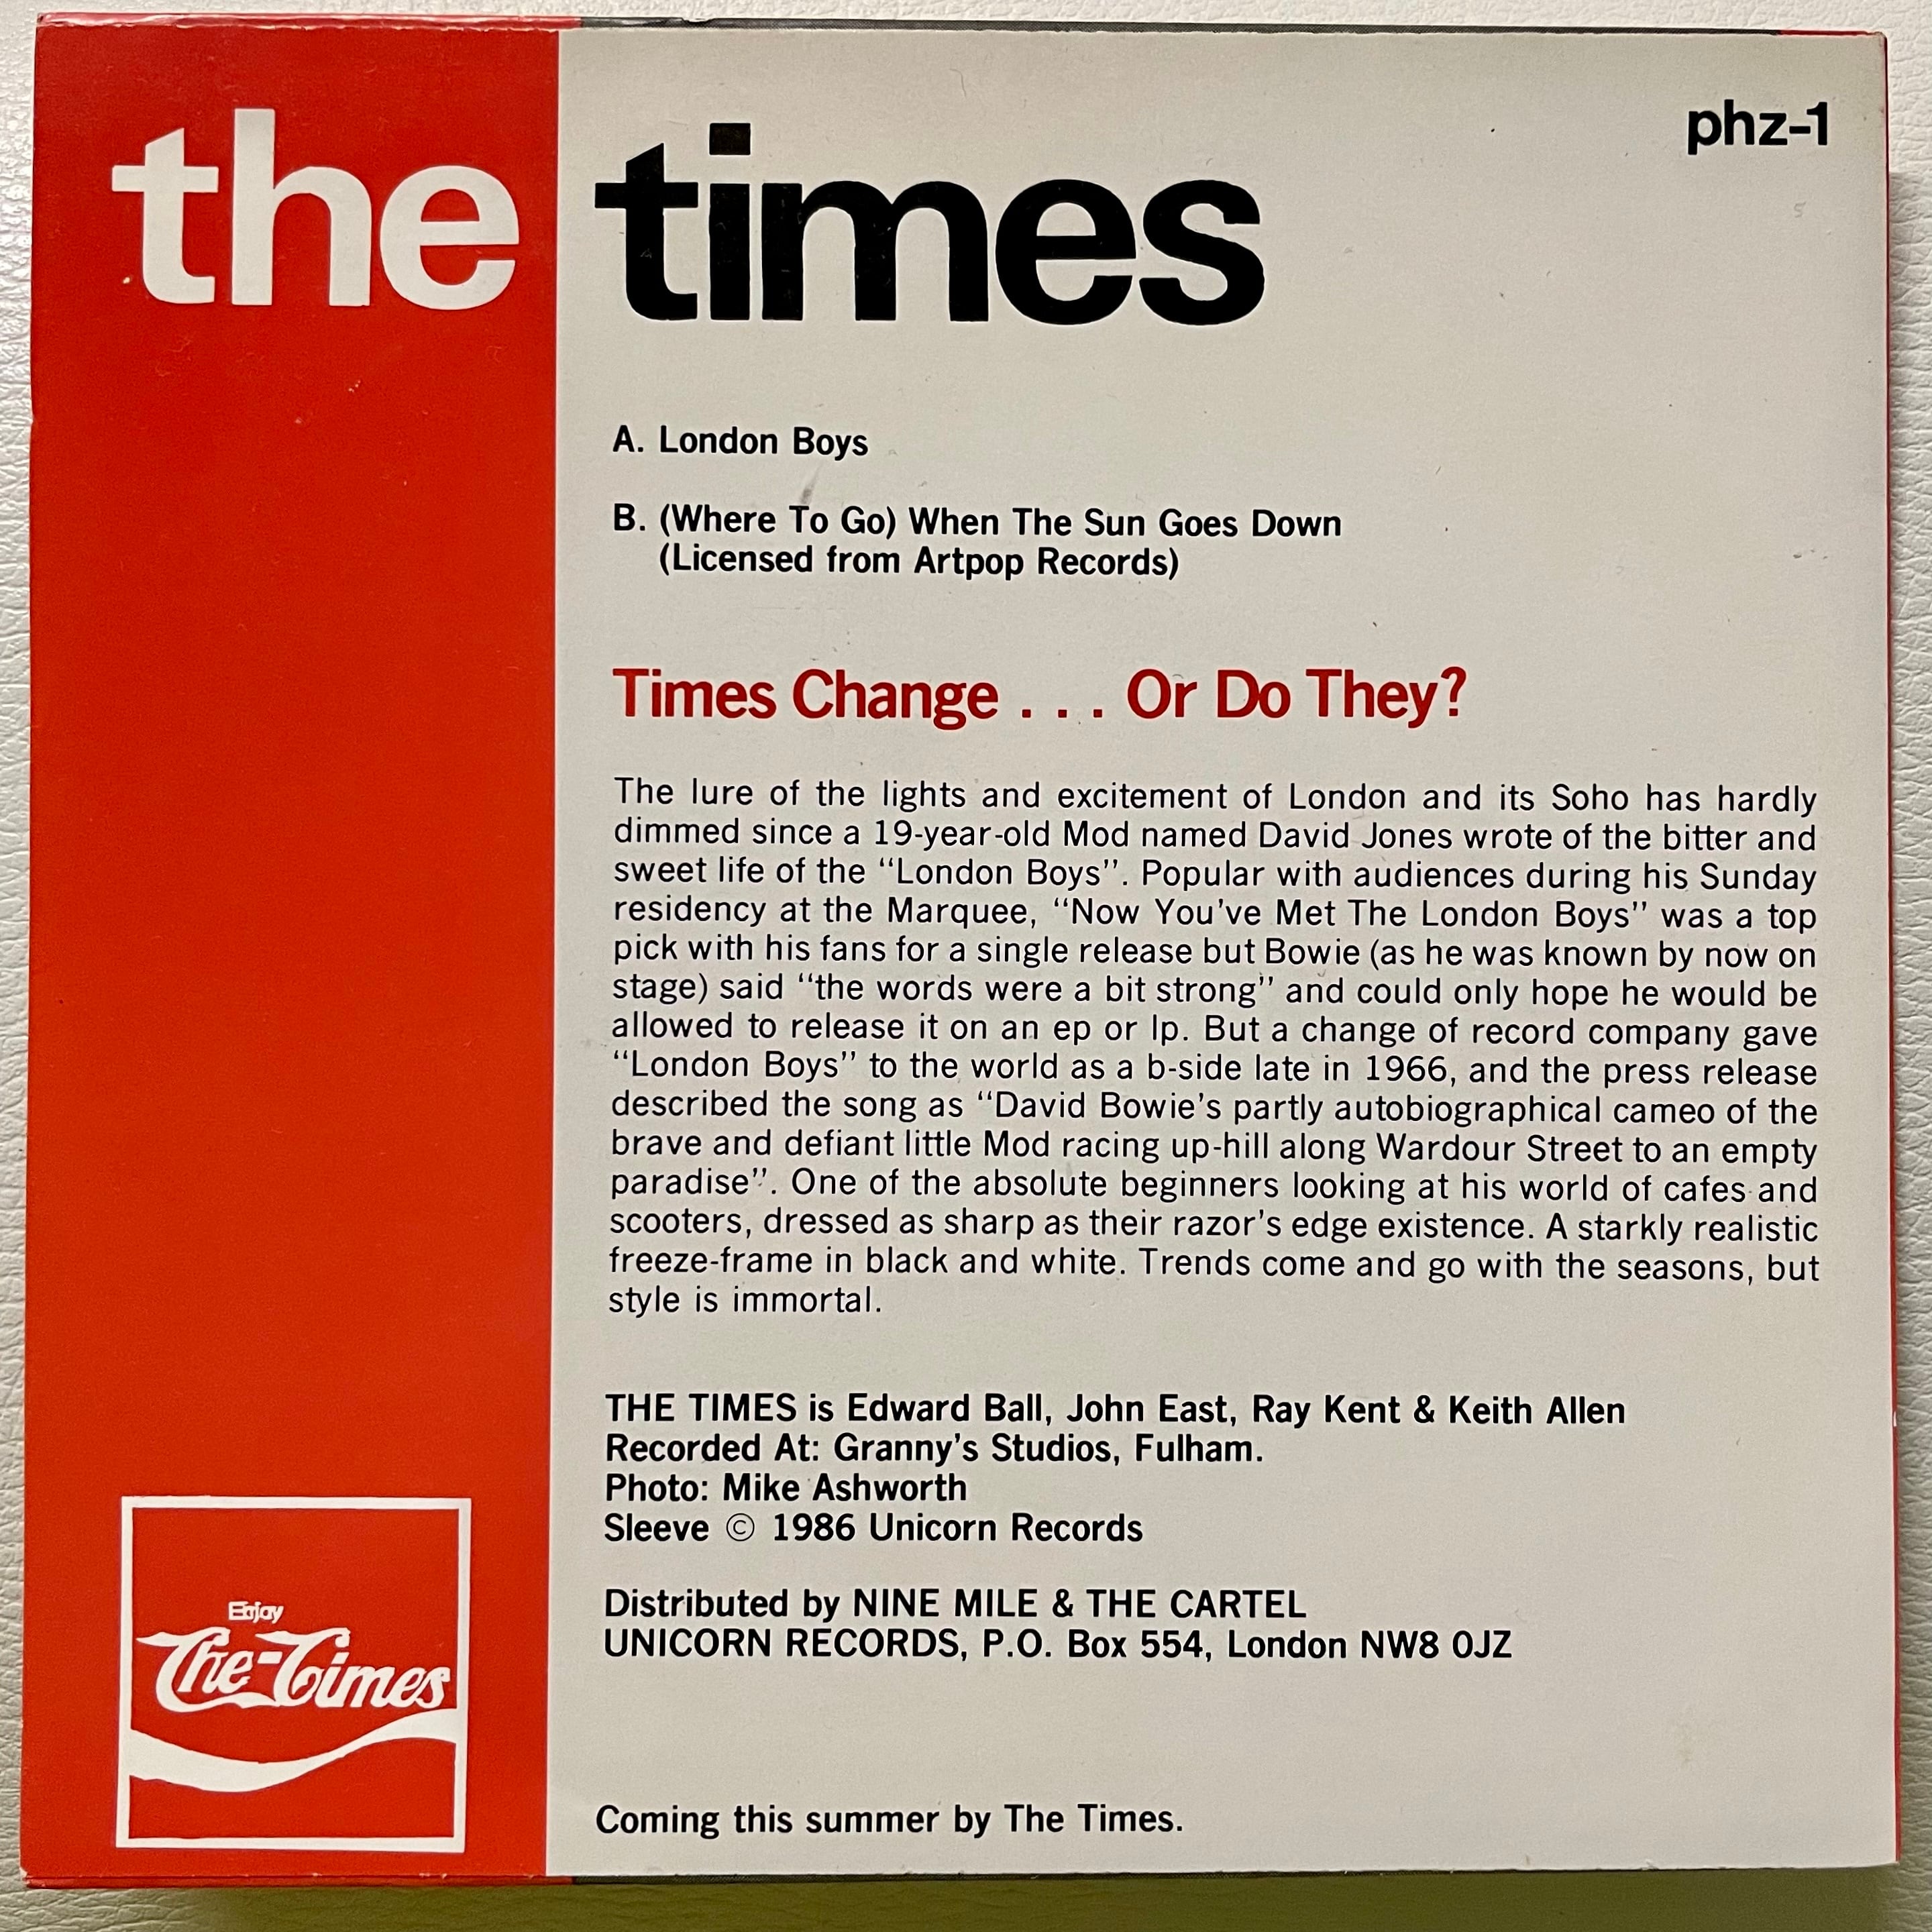 the times
phz-1
A. London Boys
B. (Where To Go) When The Sun Goes Down
(Licensed from Artpop Records)
Times Change . . . Or Do They?
The lure of the lights and excitement of London and its Soho has hardly
dimmed since a 19-year-old Mod named David Jones wrote of the bitter and
sweet life of the “London Boys”. Popular with audiences during his Sunday
residency at the Marquee, “Now You’ve Met The London Boys” was a top
pick with his fans for a single release but Bowie (as he was known by now on
stage) said “the words were a bit strong” and could only hope he would be
allowed to release it on an ep or lp. But a change of record company gave
“London Boys” to the world as a b-side late in 1966, and the press release
described the song as “David Bowie’s partly autobiographical cameo of the
brave and defiant little Mod racing up-hill along Wardour Street to an empty
paradise”. One of the absolute beginners looking at his world of cafes and
scooters, dressed as sharp as their razor’s edge existence. A starkly realistic
freeze-frame in black and white. Trends come and go with the seasons, but
style is immortal.
THE TIMES is Edward Ball, John East, Ray Kent & Keith Allen
Recorded At: Granny’s Studios, Fulham.
Photo: Mike Ashworth
Sleeve © 1986 Unicorn Records
Distributed by NINE MILE & THE CARTEL
UNICORN RECORDS, P.O. Box 554, London NW8 0JZ
Enjoy
The-Times
Coming this summer by The Times.